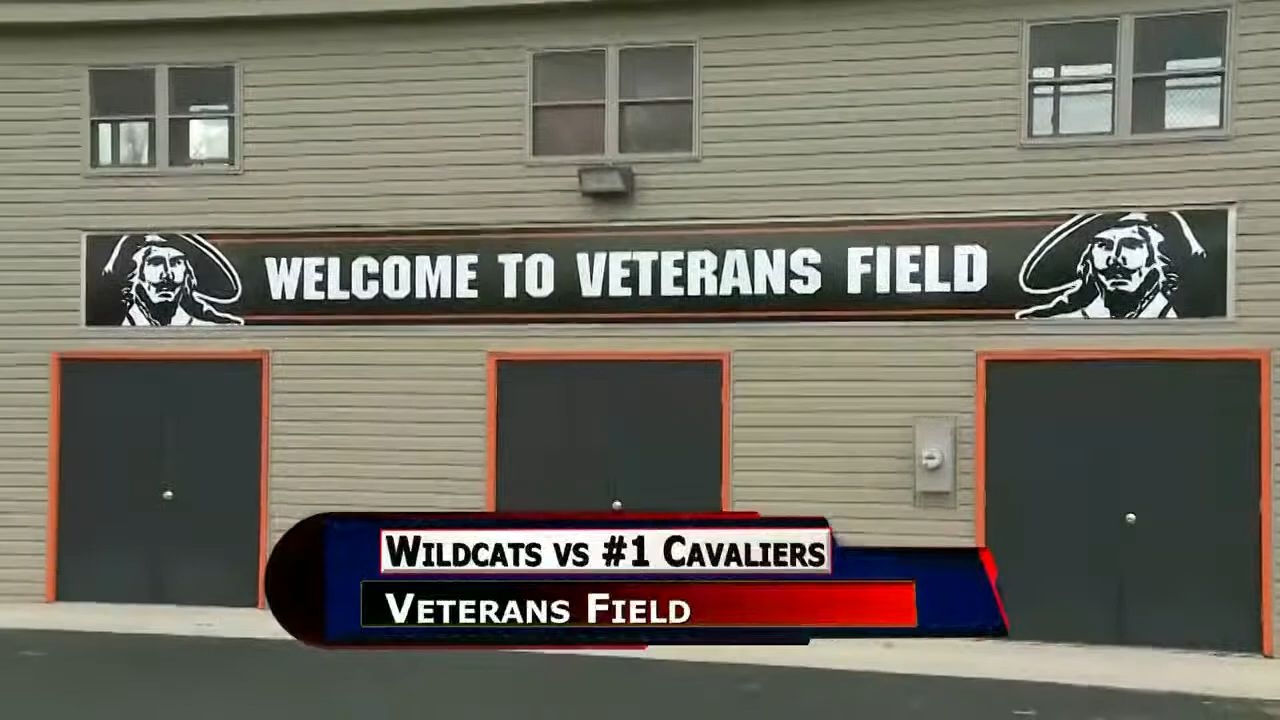 WELCOME TO VETERANS FIELD
WILDCATS VS #1 CAVALIERS
VETERANS FIELD